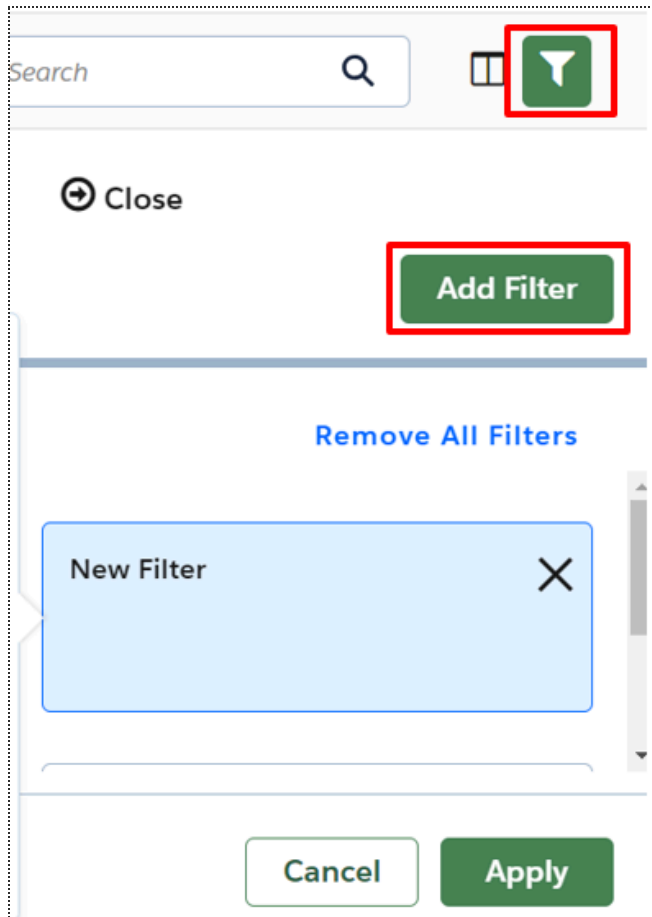 Search
Close
Add Filter
Remove All Filters
New Filter
Cancel
Apply